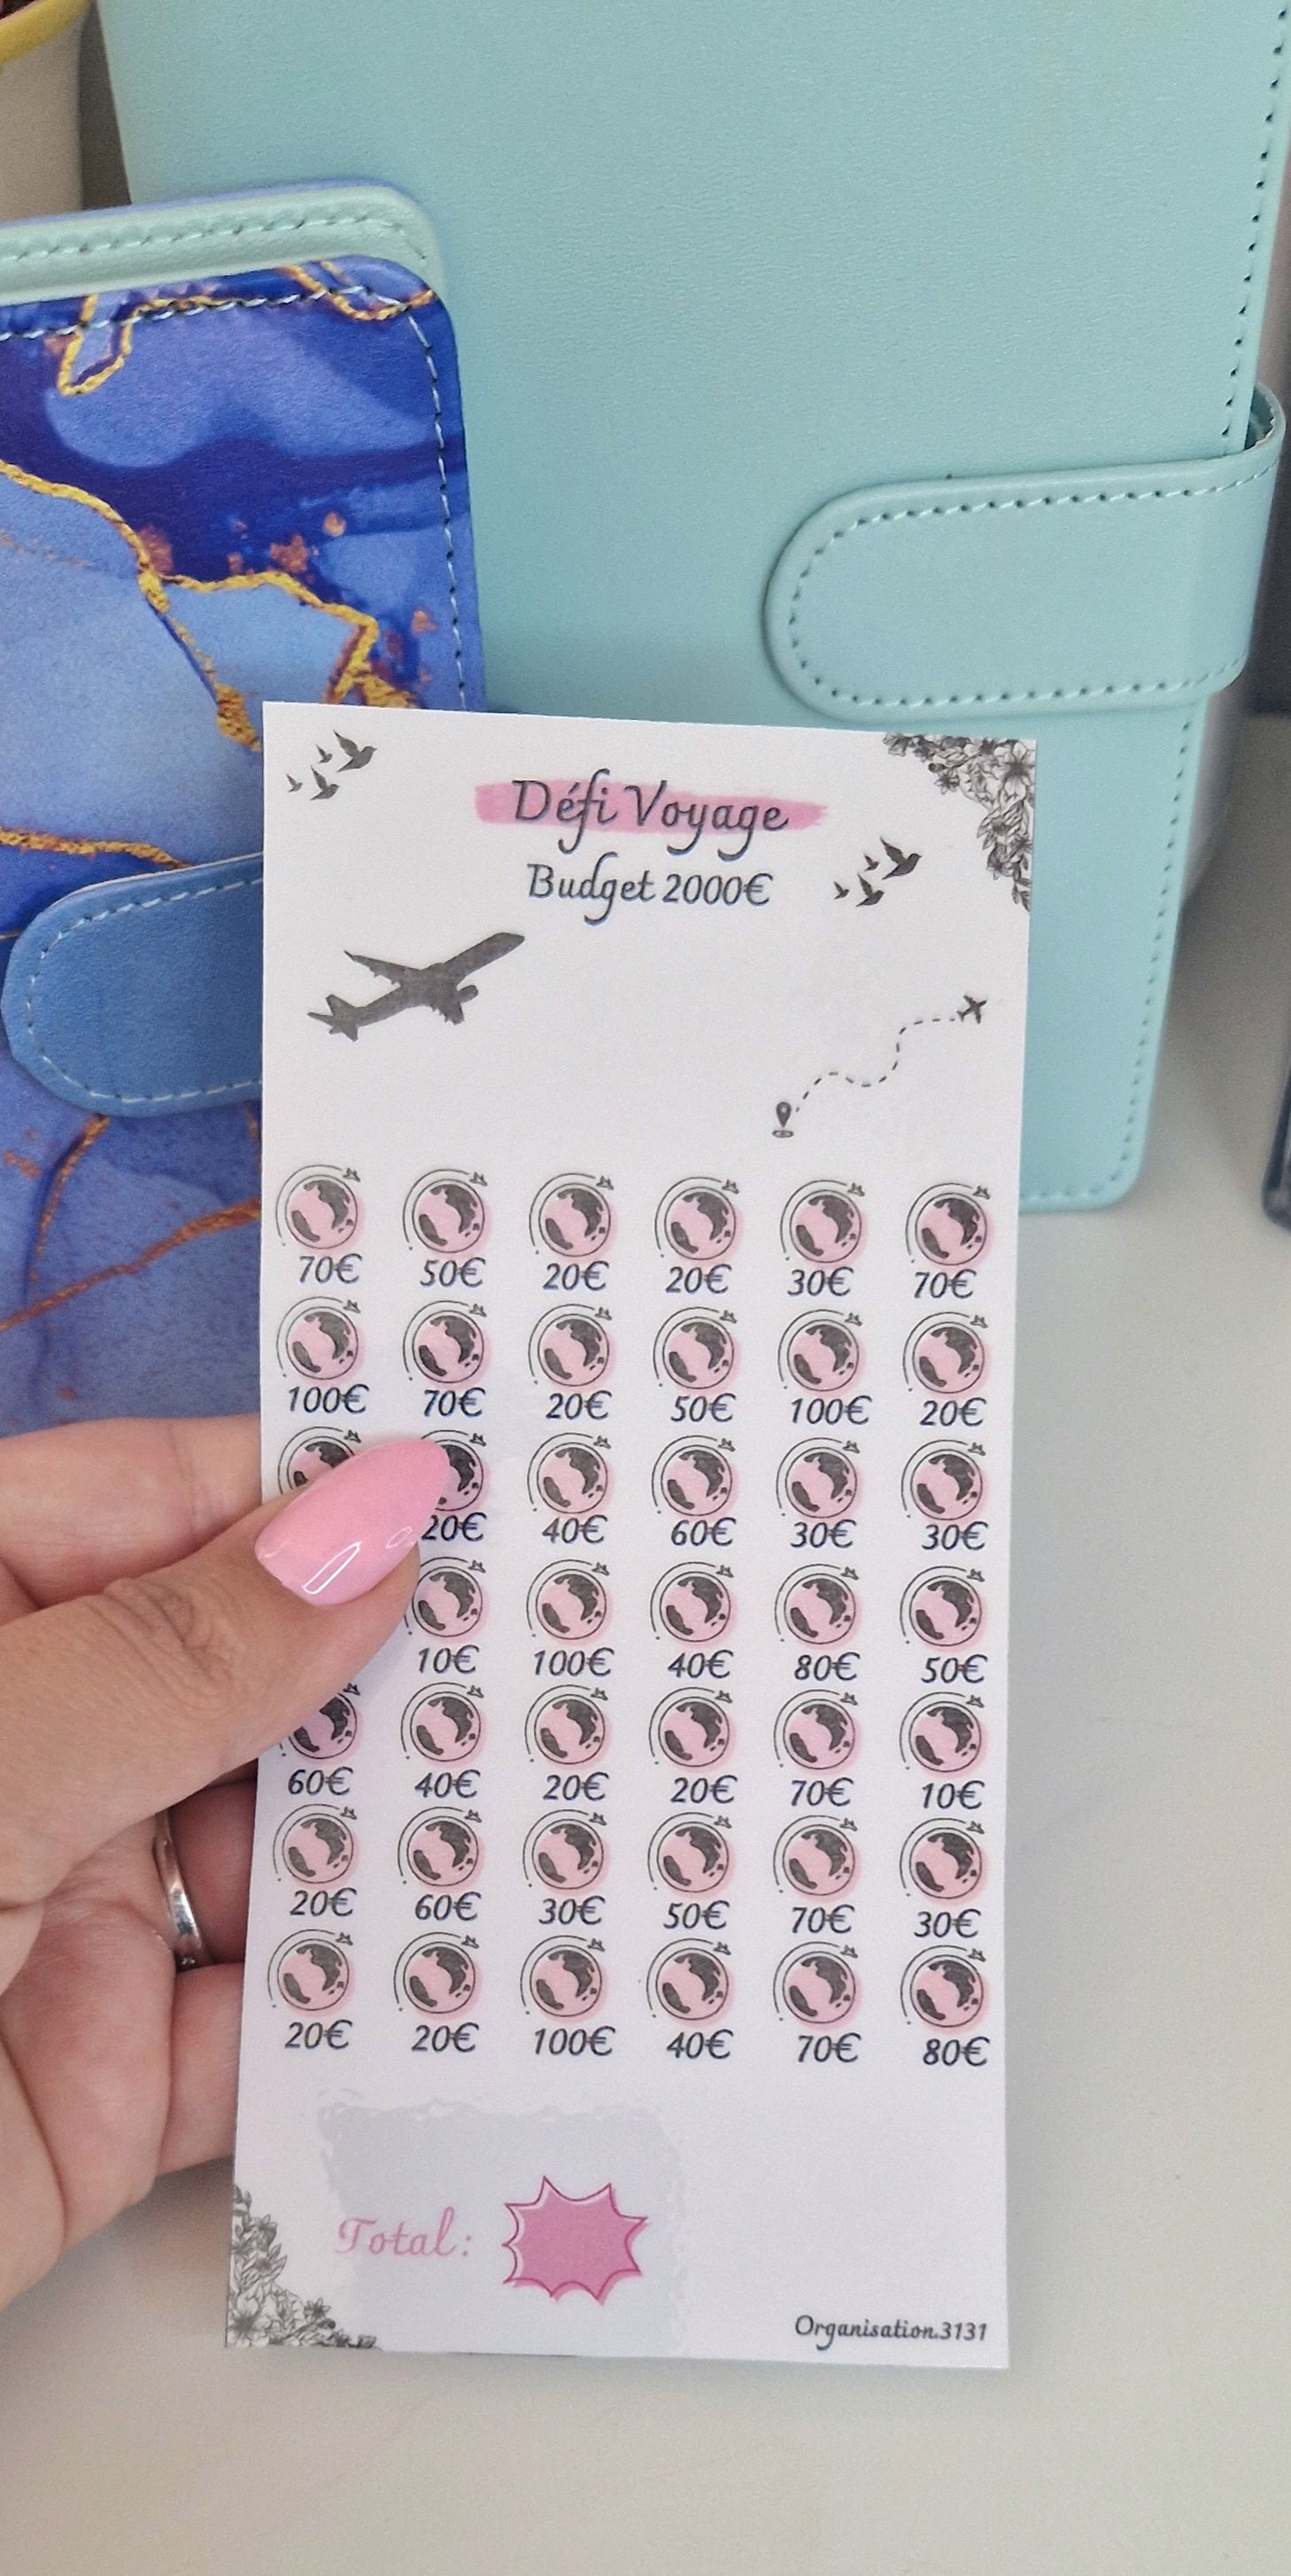 Défi Voyage
Budget 2000€
70€ 50€ 20€ 20€ 30€ 70€
100€ 70€ 20€ 50€ 100€ 20€
20€ 40€ 60€ 30€ 30€
10€ 100€ 40€ 80€ 50€
60€ 40€ 20€ 20€ 70€ 10€
20€ 60€ 30€ 50€ 70€ 30€
20€ 20€ 100€ 40€ 70€ 80€
Total:
Organisation.3131